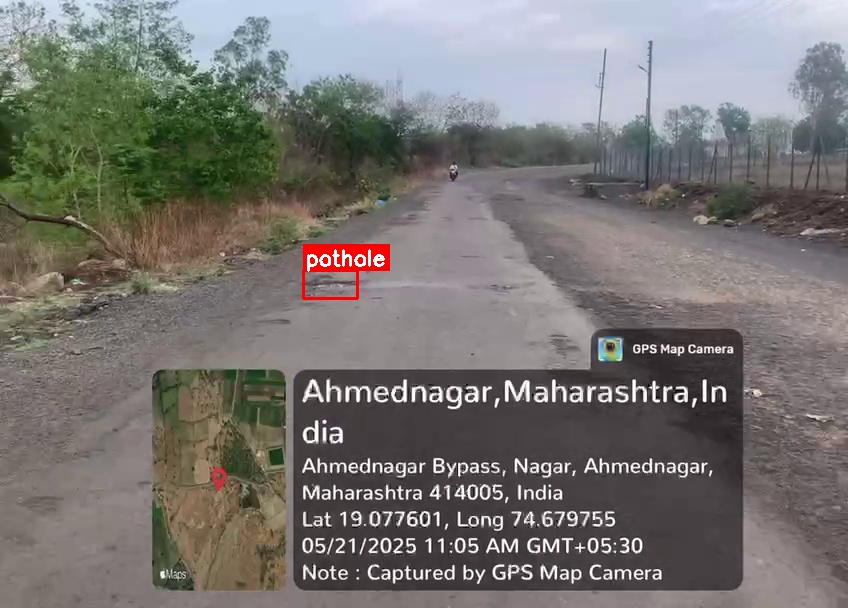 pothole
GPS Map Camera
Ahmednagar,Maharashtra,In
dia
Ahmednagar Bypass, Nagar, Ahmednagar,
Maharashtra 414005, India
Lat 19.077601, Long 74.679755
05/21/2025 11:05 AM GMT+05:30
Note : Captured by GPS Map Camera
Maps